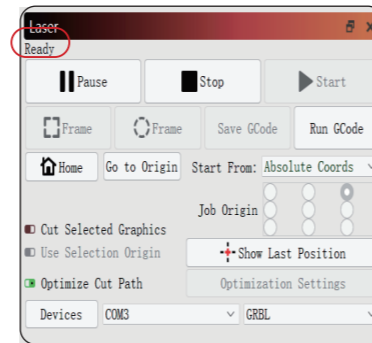 Laser
Ready
Pause Stop Start
Frame Frame Save GCode Run GCode
Home Go to Origin Start From: Absolute Coords
Job Origin
Cut Selected Graphics
Use Selection Origin Show Last Position
Optimize Cut Path Optimization Settings
Devices COM3 GRBL